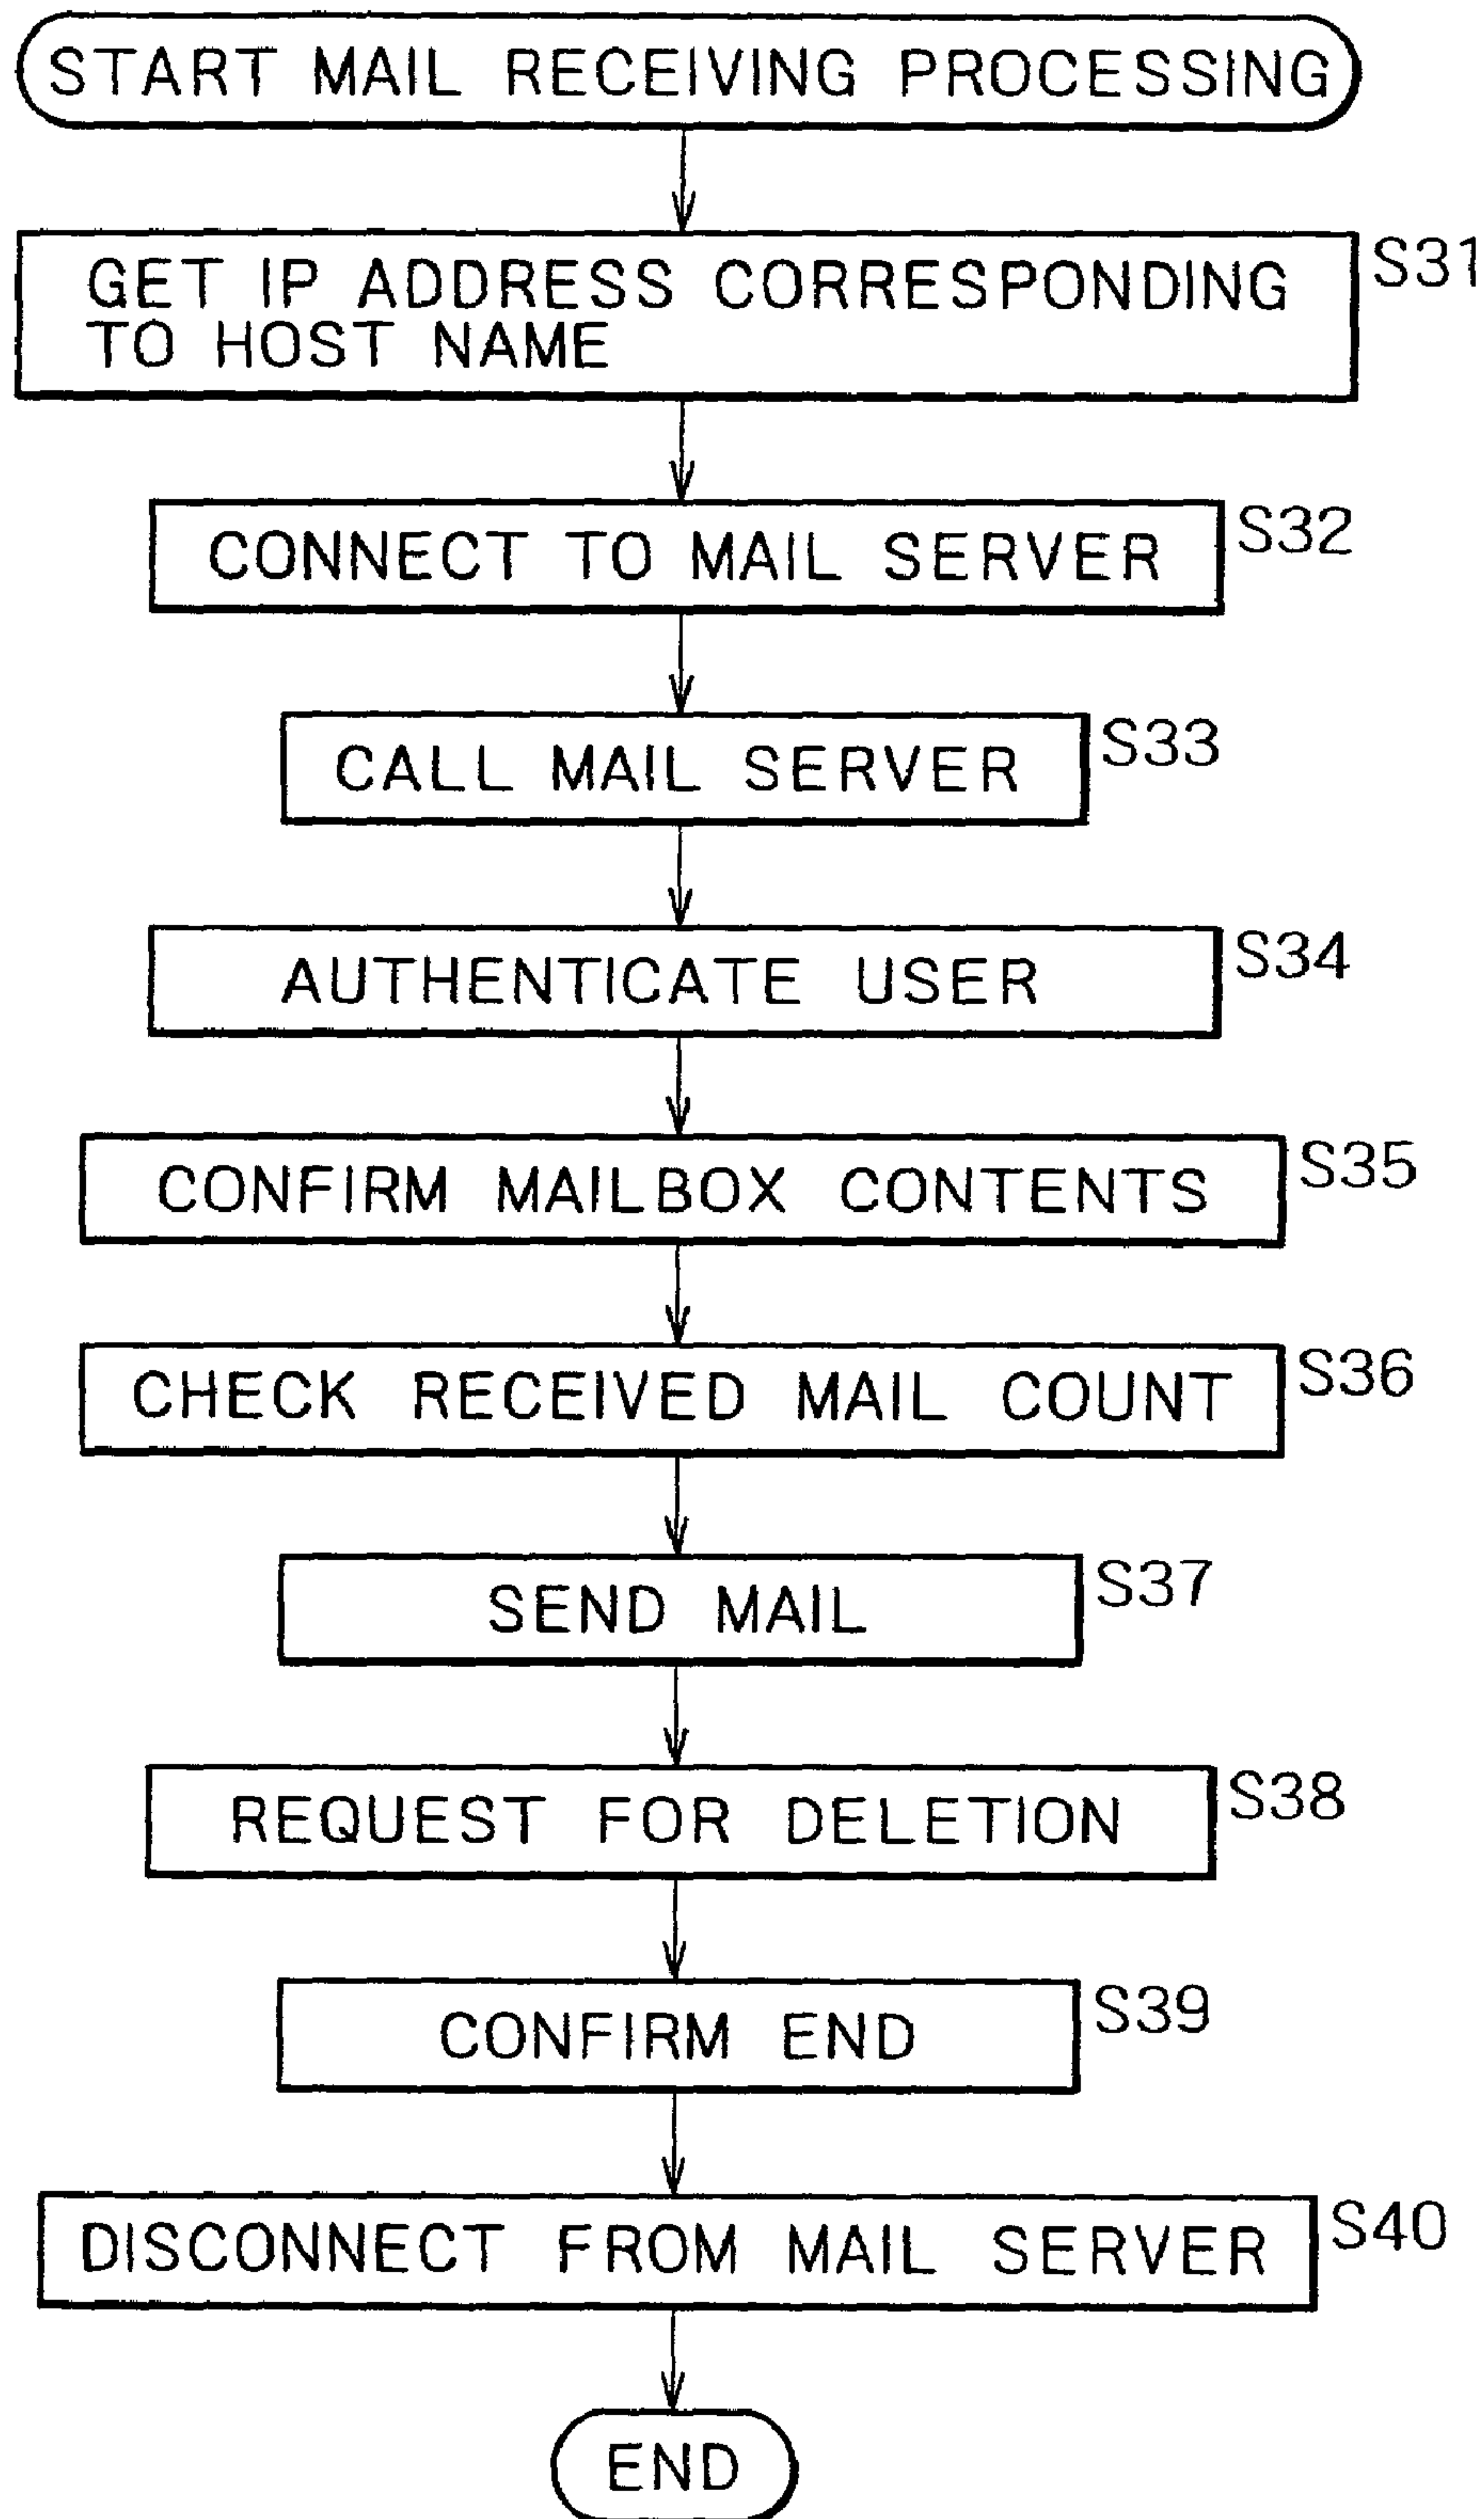 START MAIL RECEIVING PROCESSING
GET IP ADDRESS CORRESPONDING
TO HOST NAME
S31
CONNECT TO MAIL SERVER
S32
CALL MAIL SERVER
S33
AUTHENTICATE USER
S34
CONFIRM MAILBOX CONTENTS
S35
CHECK RECEIVED MAIL COUNT
S36
SEND MAIL
S37
REQUEST FOR DELETION
S38
CONFIRM END
S39
DISCONNECT FROM MAIL SERVER
S40
END